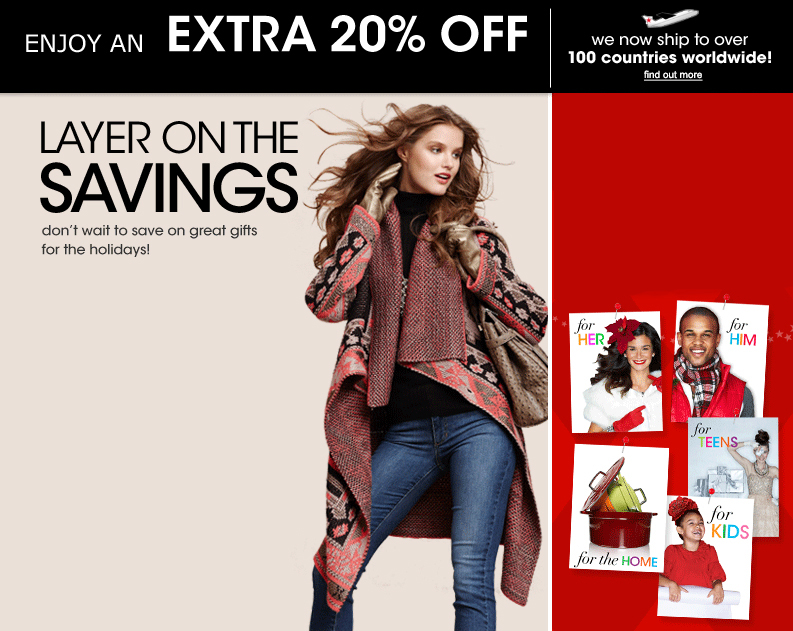 ENJOY AN EXTRA 20% OFF
we now ship to over
100 countries worldwide!
find out more
LAYER ON THE
SAVINGS
don't wait to save on great gifts
for the holidays!
for
HER
for
HIM
for
TEENS
for the HOME
for
KIDS